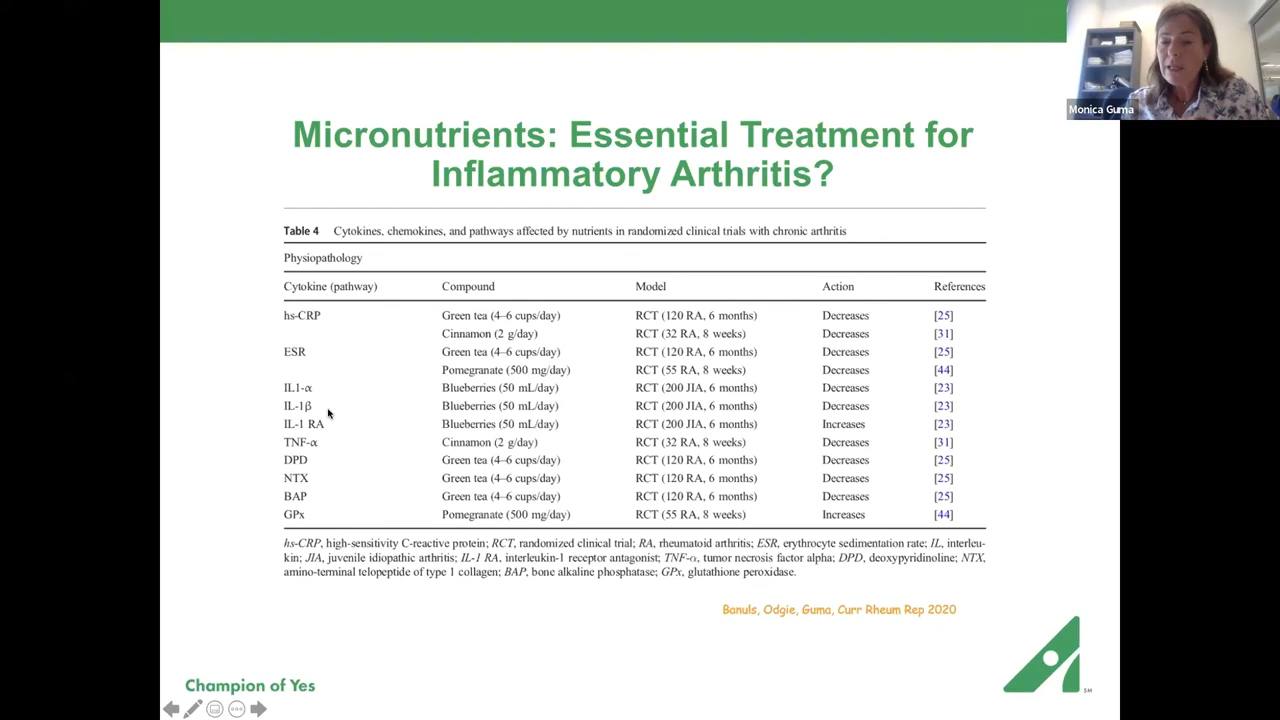 Monica Guma
Micronutrients: Essential Treatment for
Inflammatory Arthritis?
Table 4 Cytokines, chemokines, and pathways affected by nutrients in randomized clinical trials with chronic arthritis
Physiopathology
Cytokine (pathway) Compound Model Action References
hs-CRP Green tea (4–6 cups/day) RCT (120 RA, 6 months) Decreases [25]
Cinnamon (2 g/day) RCT (32 RA, 8 weeks) Decreases [31]
ESR Green tea (4–6 cups/day) RCT (120 RA, 6 months) Decreases [25]
Pomegranate (500 mg/day) RCT (55 RA, 8 weeks) Decreases [44]
IL1-α Blueberries (50 mL/day) RCT (200 JIA, 6 months) Decreases [23]
IL-1β Blueberries (50 mL/day) RCT (200 JIA, 6 months) Decreases [23]
IL-1 RA Blueberries (50 mL/day) RCT (200 JIA, 6 months) Increases [23]
TNF-α Cinnamon (2 g/day) RCT (32 RA, 8 weeks) Decreases [31]
DPD Green tea (4–6 cups/day) RCT (120 RA, 6 months) Decreases [25]
NTX Green tea (4–6 cups/day) RCT (120 RA, 6 months) Decreases [25]
BAP Green tea (4–6 cups/day) RCT (120 RA, 6 months) Decreases [25]
GPx Pomegranate (500 mg/day) RCT (55 RA, 8 weeks) Increases [44]
hs-CRP, high-sensitivity C-reactive protein; RCT, randomized clinical trial; RA, rheumatoid arthritis; ESR, erythrocyte sedimentation rate; IL, interleu-
kin; JIA, juvenile idiopathic arthritis; IL-1 RA, interleukin-1 receptor antagonist; TNF-α, tumor necrosis factor alpha; DPD, deoxypyridinoline; NTX,
amino-terminal telopeptide of type 1 collagen; BAP, bone alkaline phosphatase; GPx, glutathione peroxidase.
Banuls, Odgie, Guma, Curr Rheum Rep 2020
Champion of Yes
SM